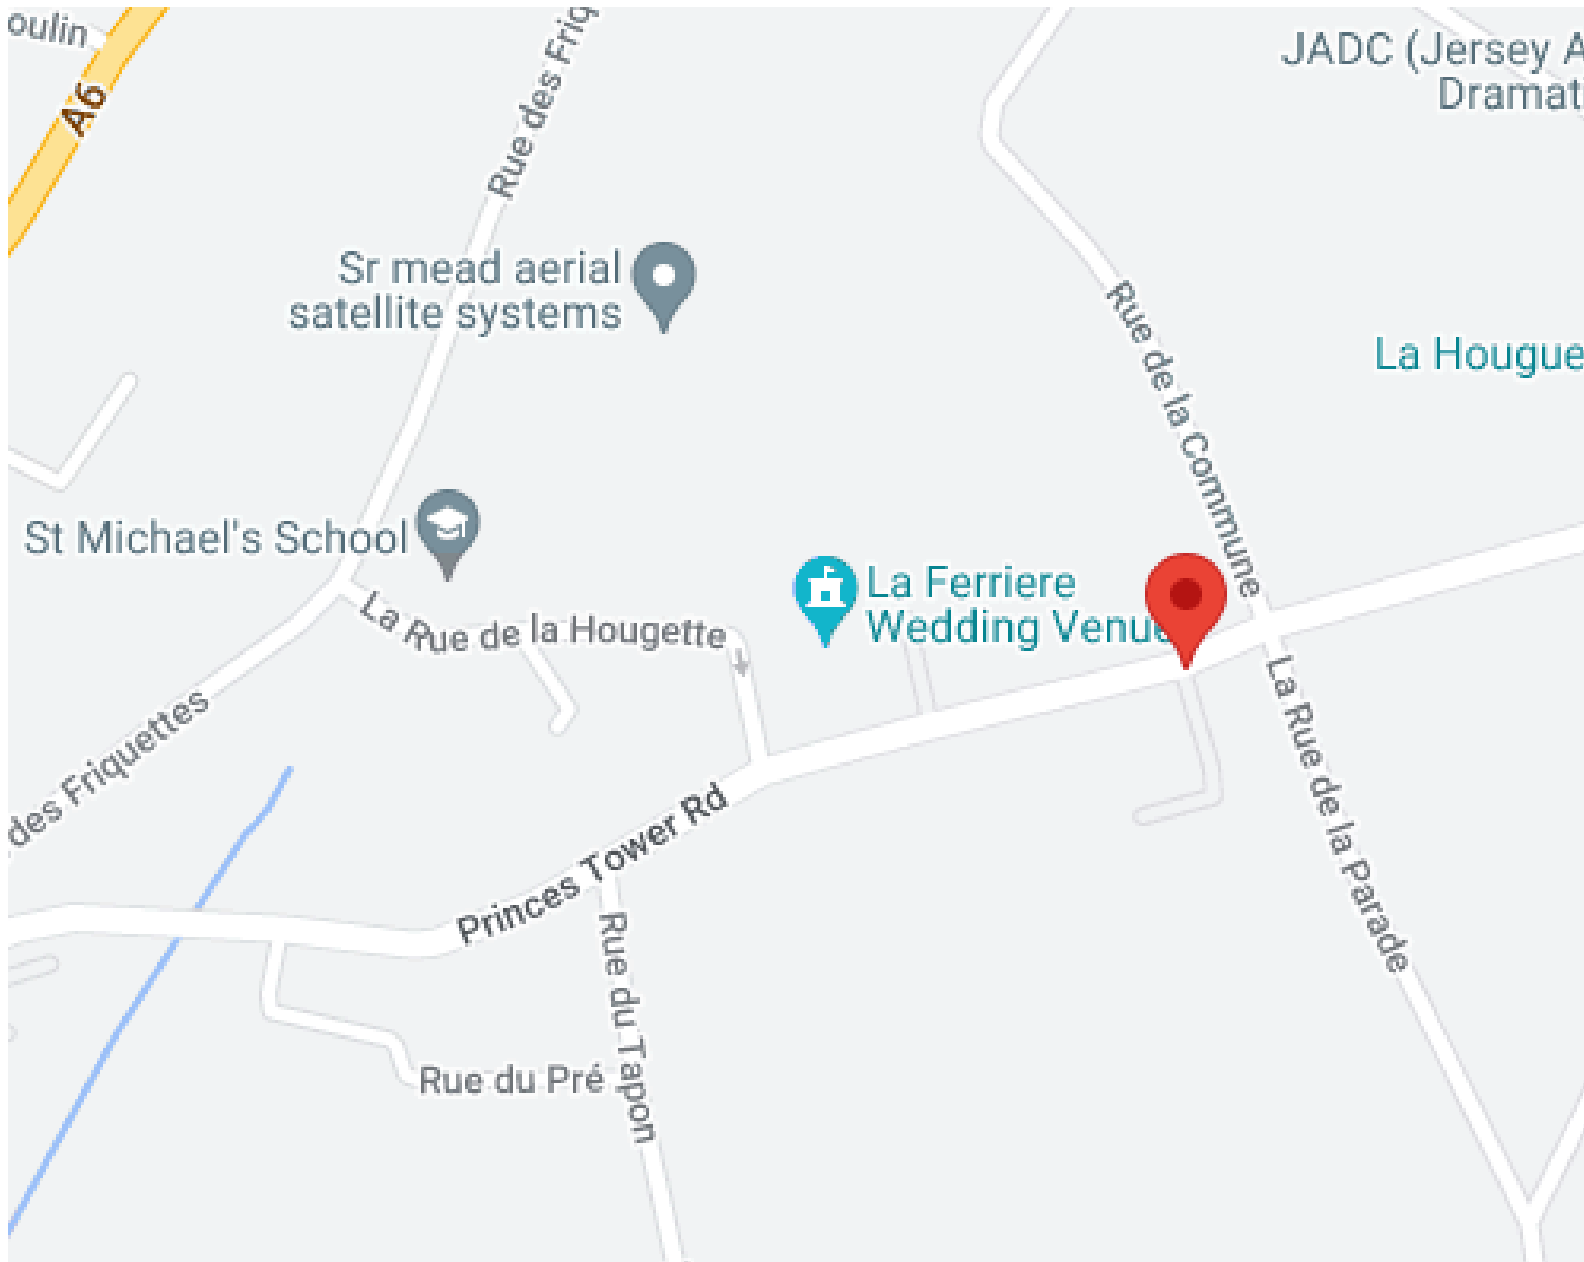 oulin
A6
Rue des Friq
JADC (Jersey A
Dramati
Sr mead aerial
satellite systems
Rue de la Commune
La Hougue
St Michael's School
La Ferriere
Wedding Venue
La Rue de la Hougette
des Friquettes
La Rue de la Parade
Princes Tower Rd
Rue du Tapon
Rue du Pré